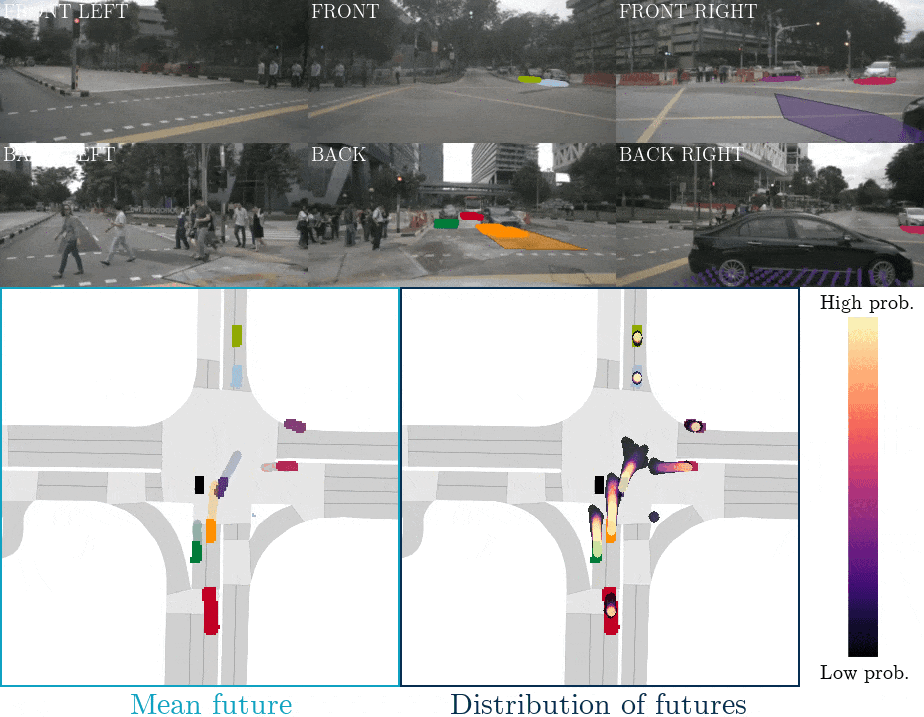 FRONT LEFT
FRONT
FRONT RIGHT
BACK LEFT
BACK
BACK RIGHT
High prob.
Low prob.
Mean future
Distribution of futures